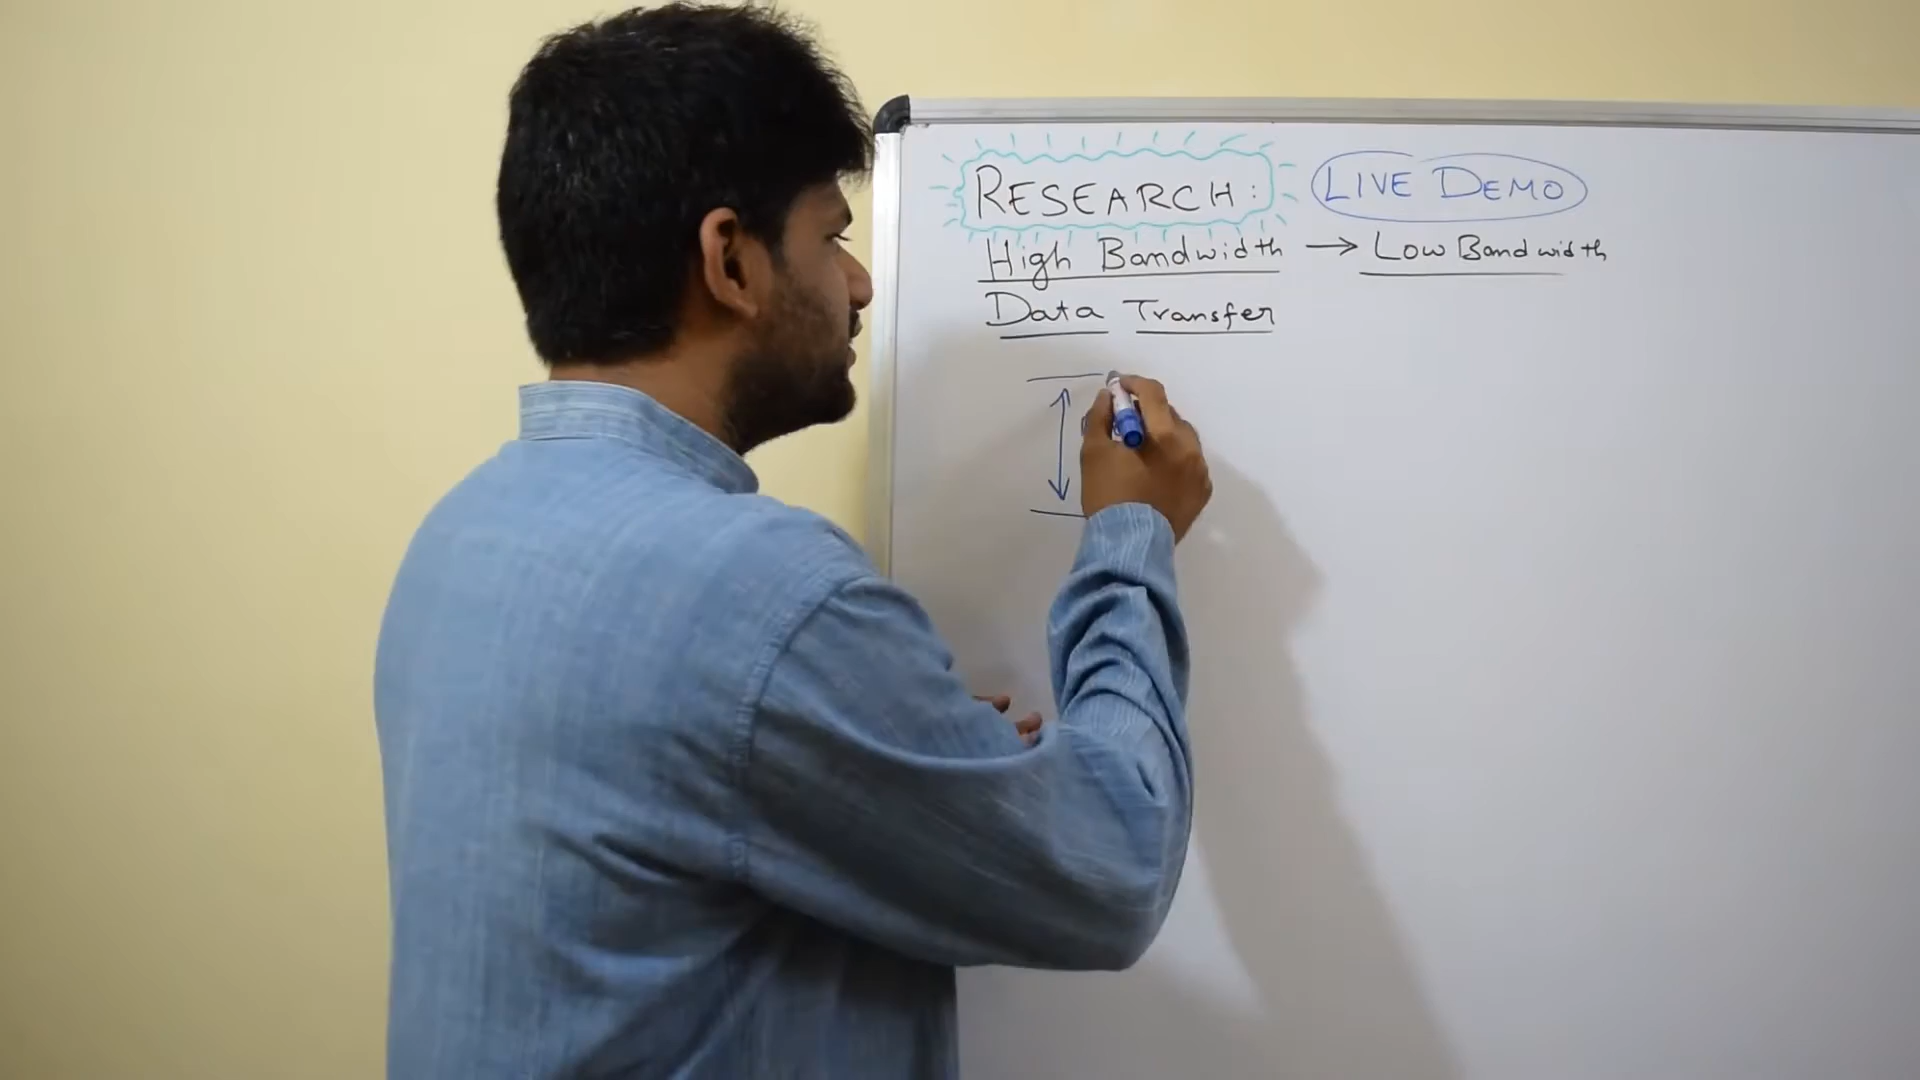 RESEARCH: LIVE DEMO
High Bandwidth → Low Bandwidth
Data Transfer